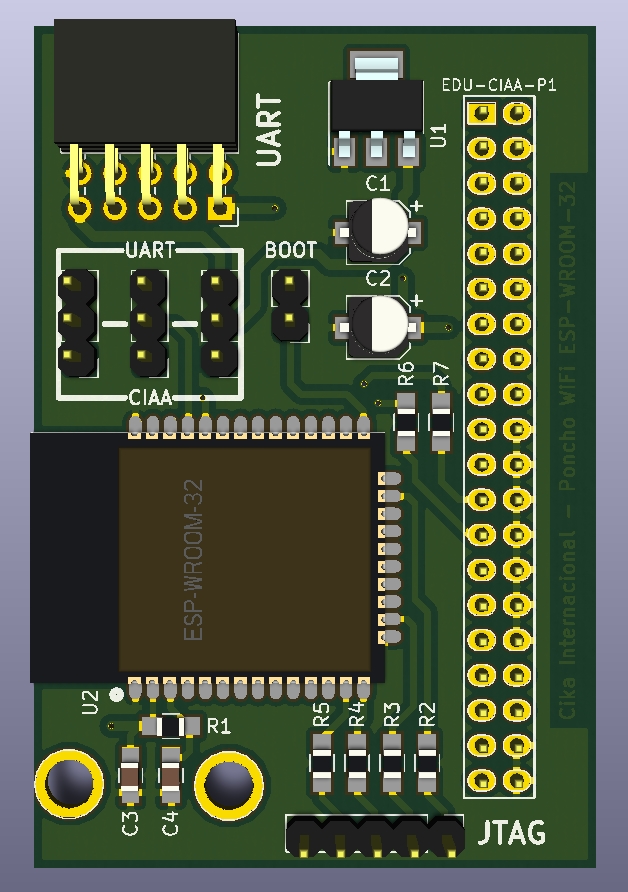 EDU-CIAA-P1
UART
U1
C1
+
UART
BOOT
C2
+
CIAA
R6
R7
ESP-WROOM-32
Cika Internacional - Poncho WiFi ESP-WROOM-32
U2
R1
R5
R4
R3
R2
C3
C4
JTAG